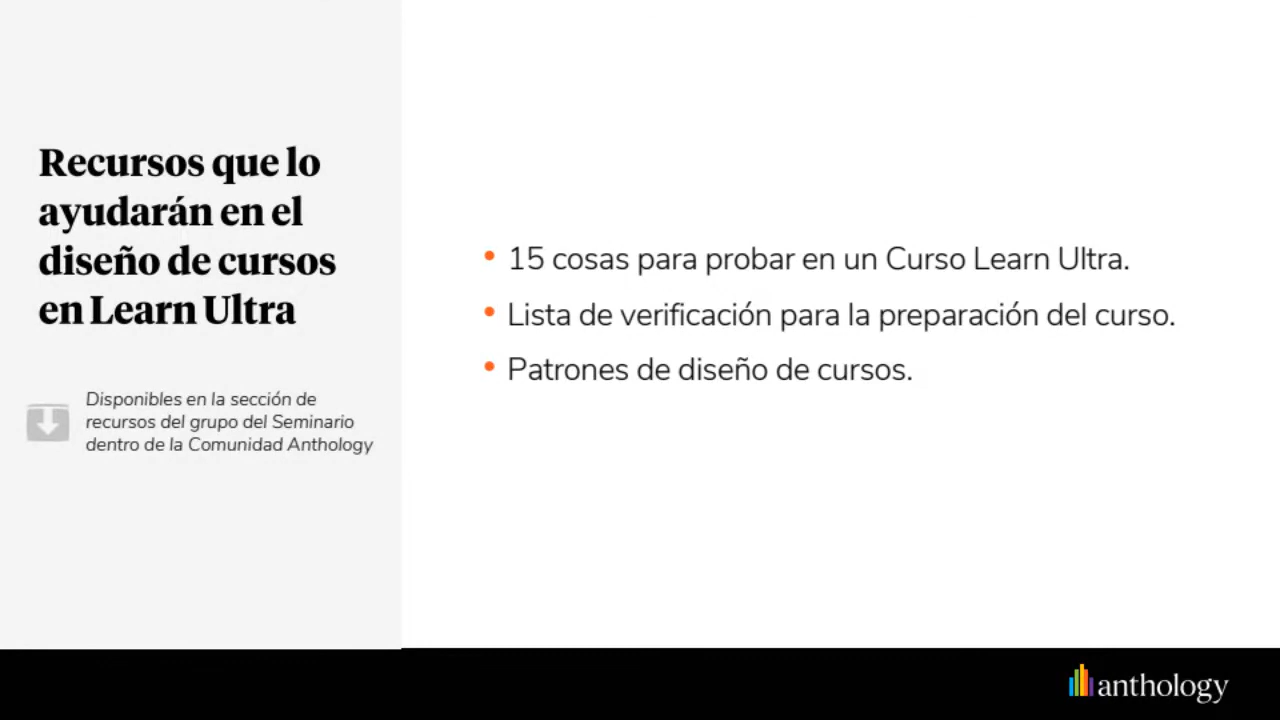 Recursos que lo
ayudarán en el
diseño de cursos
en Learn Ultra
Disponibles en la sección de
recursos del grupo del Seminario
dentro de la Comunidad Anthology
• 15 cosas para probar en un Curso Learn Ultra.
• Lista de verificación para la preparación del curso.
• Patrones de diseño de cursos.
anthology